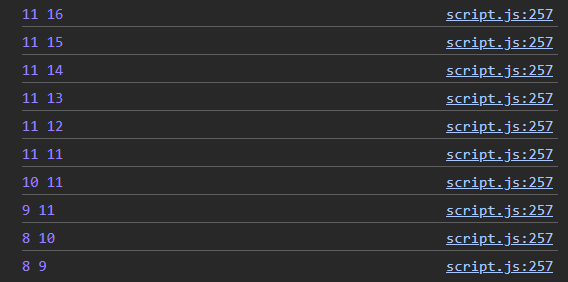 11 16 script.js:257
11 15 script.js:257
11 14 script.js:257
11 13 script.js:257
11 12 script.js:257
11 11 script.js:257
10 11 script.js:257
9 11 script.js:257
8 10 script.js:257
8 9 script.js:257